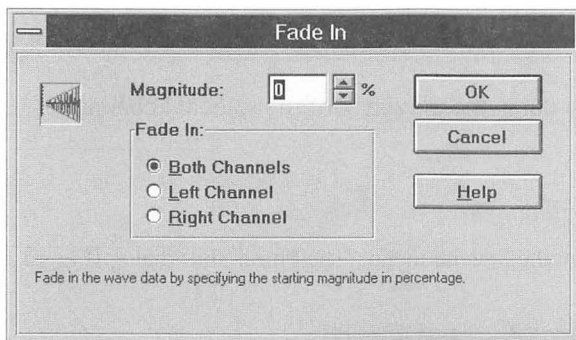 Fade In
Magnitude: 0 %
OK
Fade In:
Cancel
Both Channels
Left Channel
Help
Right Channel
Fade in the wave data by specifying the starting magnitude in percentage.